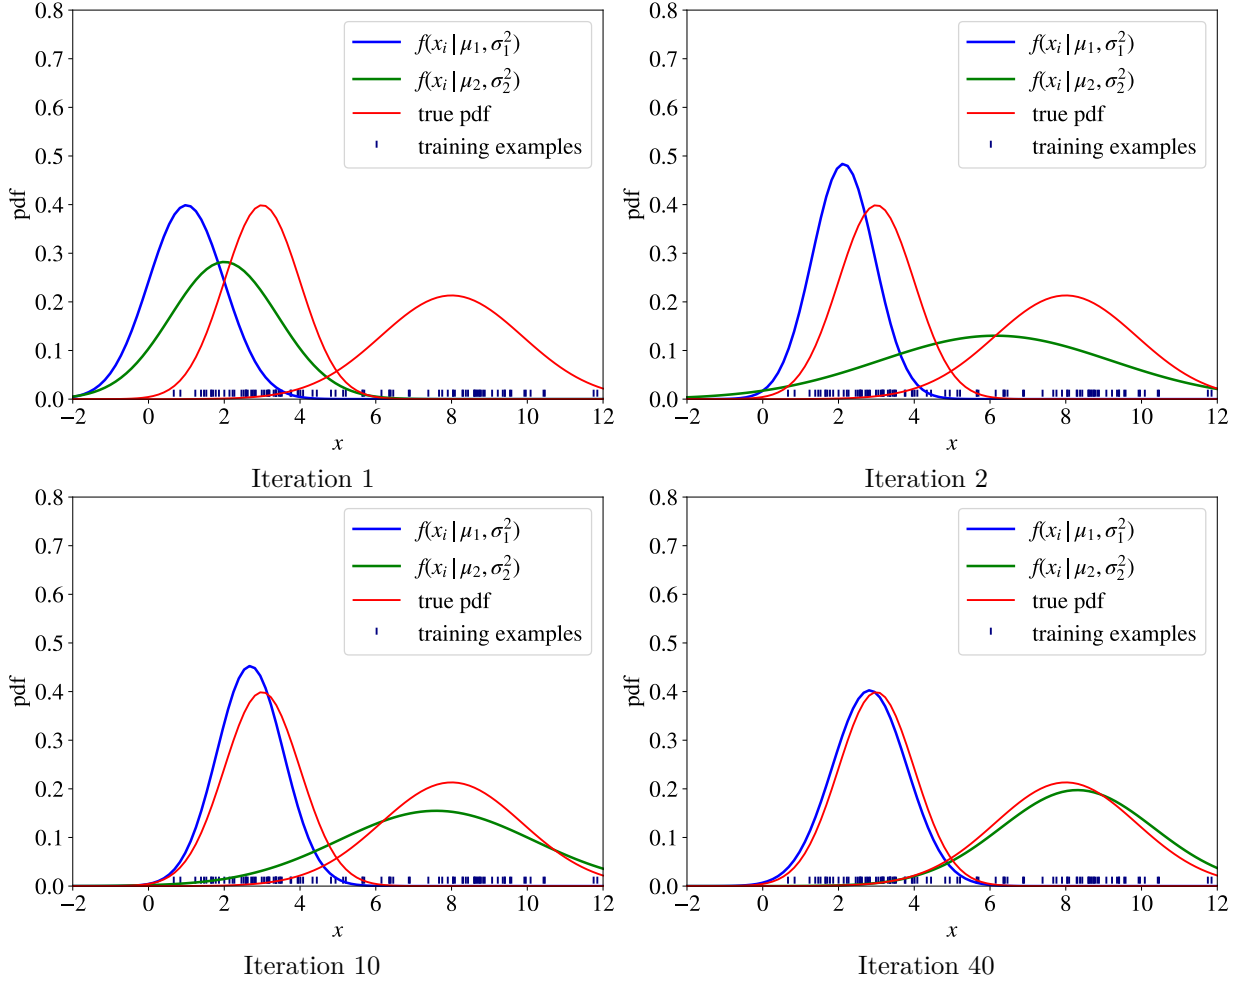 0.8
0.7
0.6
0.5
0.4
0.3
0.2
0.1
0.0
pdf
f(x_i | μ_1, σ_1^2)
f(x_i | μ_2, σ_2^2)
true pdf
training examples
−2 0 2 4 6 8 10 12
x
Iteration 1
0.8
0.7
0.6
0.5
0.4
0.3
0.2
0.1
0.0
pdf
f(x_i | μ_1, σ_1^2)
f(x_i | μ_2, σ_2^2)
true pdf
training examples
−2 0 2 4 6 8 10 12
x
Iteration 2
0.8
0.7
0.6
0.5
0.4
0.3
0.2
0.1
0.0
pdf
f(x_i | μ_1, σ_1^2)
f(x_i | μ_2, σ_2^2)
true pdf
training examples
−2 0 2 4 6 8 10 12
x
Iteration 10
0.8
0.7
0.6
0.5
0.4
0.3
0.2
0.1
0.0
pdf
f(x_i | μ_1, σ_1^2)
f(x_i | μ_2, σ_2^2)
true pdf
training examples
−2 0 2 4 6 8 10 12
x
Iteration 40